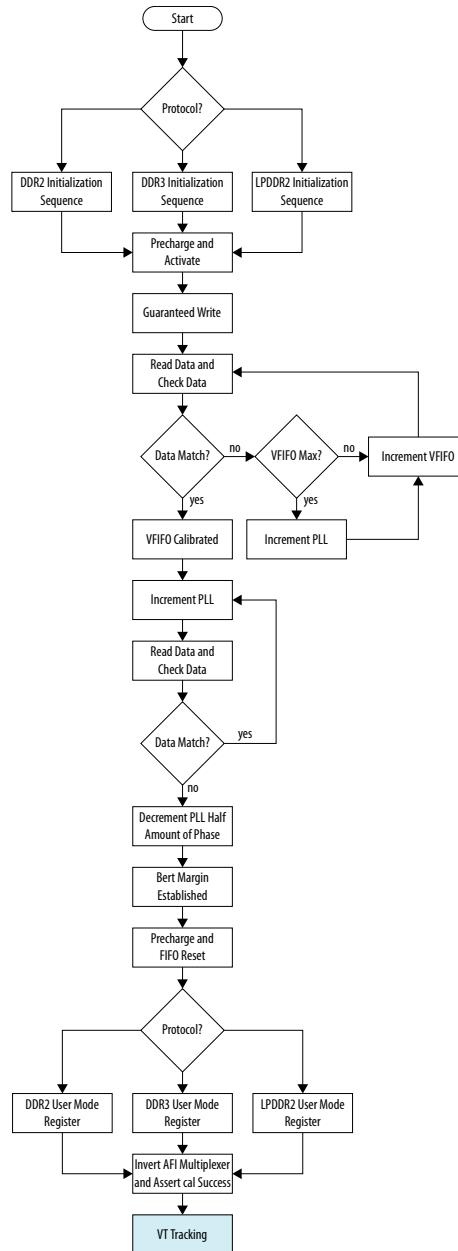 Start
Protocol?
DDR2 Initialization
Sequence
DDR3 Initialization
Sequence
LPDDR2 Initialization
Sequence
Precharge and
Activate
Guaranteed Write
Read Data and
Check Data
Data Match?
no
VFIFO Max?
no
Increment VFIFO
yes
yes
VFIFO Calibrated
Increment PLL
Increment PLL
Read Data and
Check Data
Data Match?
yes
no
Decrement PLL Half
Amount of Phase
Bert Margin
Established
Precharge and
FIFO Reset
Protocol?
DDR2 User Mode
Register
DDR3 User Mode
Register
LPDDR2 User Mode
Register
Invert AFI Multiplexer
and Assert cal Success
VT Tracking